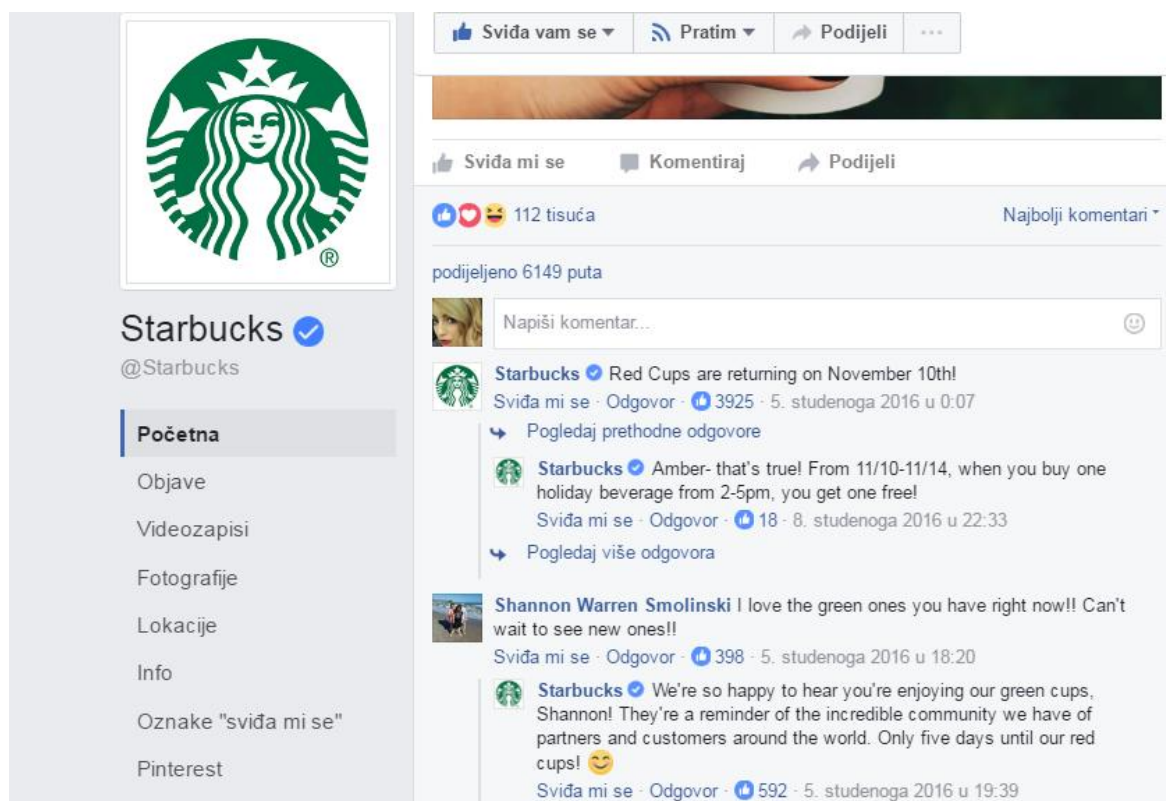 Sviđa vam se Pratim Podijeli
Sviđa mi se Komentiraj Podijeli
112 tisuća Najbolji komentari
podijeljeno 6149 puta
Napiši komentar...
®
Starbucks
@Starbucks
Početna
Objave
Videozapisi
Fotografije
Lokacije
Info
Oznake "sviđa mi se"
Pinterest
Starbucks Red Cups are returning on November 10th!
Sviđa mi se · Odgovor · 3925 · 5. studenoga 2016 u 0:07
Pogledaj prethodne odgovore
Starbucks Amber- that's true! From 11/10-11/14, when you buy one
holiday beverage from 2-5pm, you get one free!
Sviđa mi se · Odgovor · 18 · 8. studenoga 2016 u 22:33
Pogledaj više odgovora
Shannon Warren Smolinski I love the green ones you have right now!! Can't
wait to see new ones!!
Sviđa mi se · Odgovor · 398 · 5. studenoga 2016 u 18:20
Starbucks We're so happy to hear you're enjoying our green cups,
Shannon! They're a reminder of the incredible community we have of
partners and customers around the world. Only five days until our red
cups! 😊
Sviđa mi se · Odgovor · 592 · 5. studenoga 2016 u 19:39